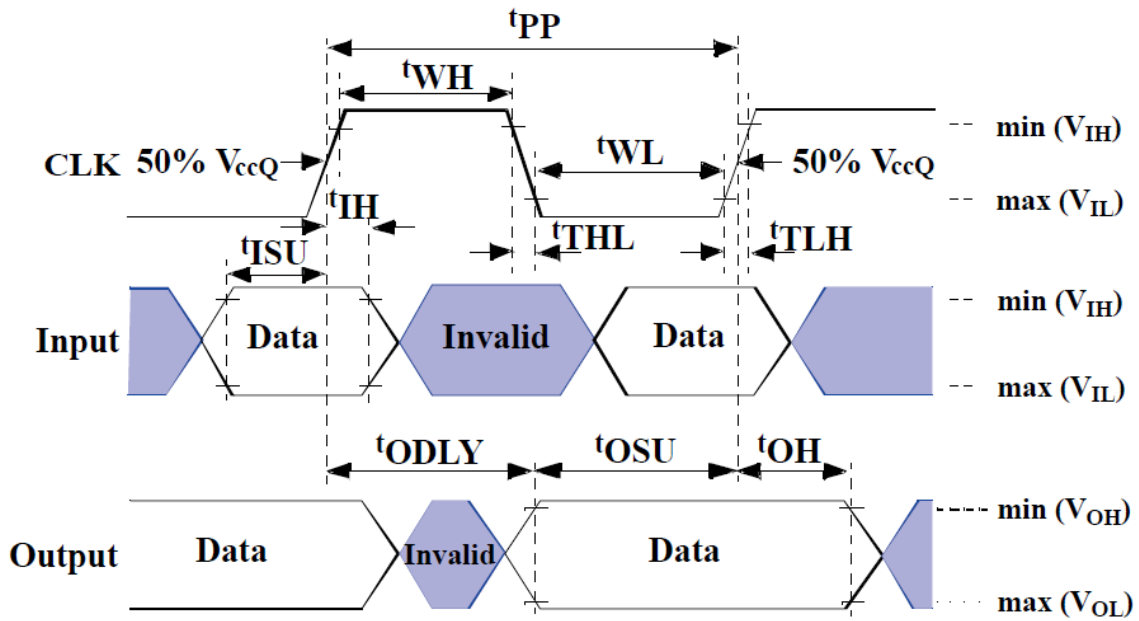 tPP
tWH
CLK 50% VccQ
tWL
50% VccQ
min (VIH)
max (VIL)
tIH
tTHL
tTLH
tISU
Input
Data
Invalid
Data
min (VIH)
max (VIL)
tODLY
tOSU
tOH
Output
Data
Invalid
Data
min (VOH)
max (VOL)